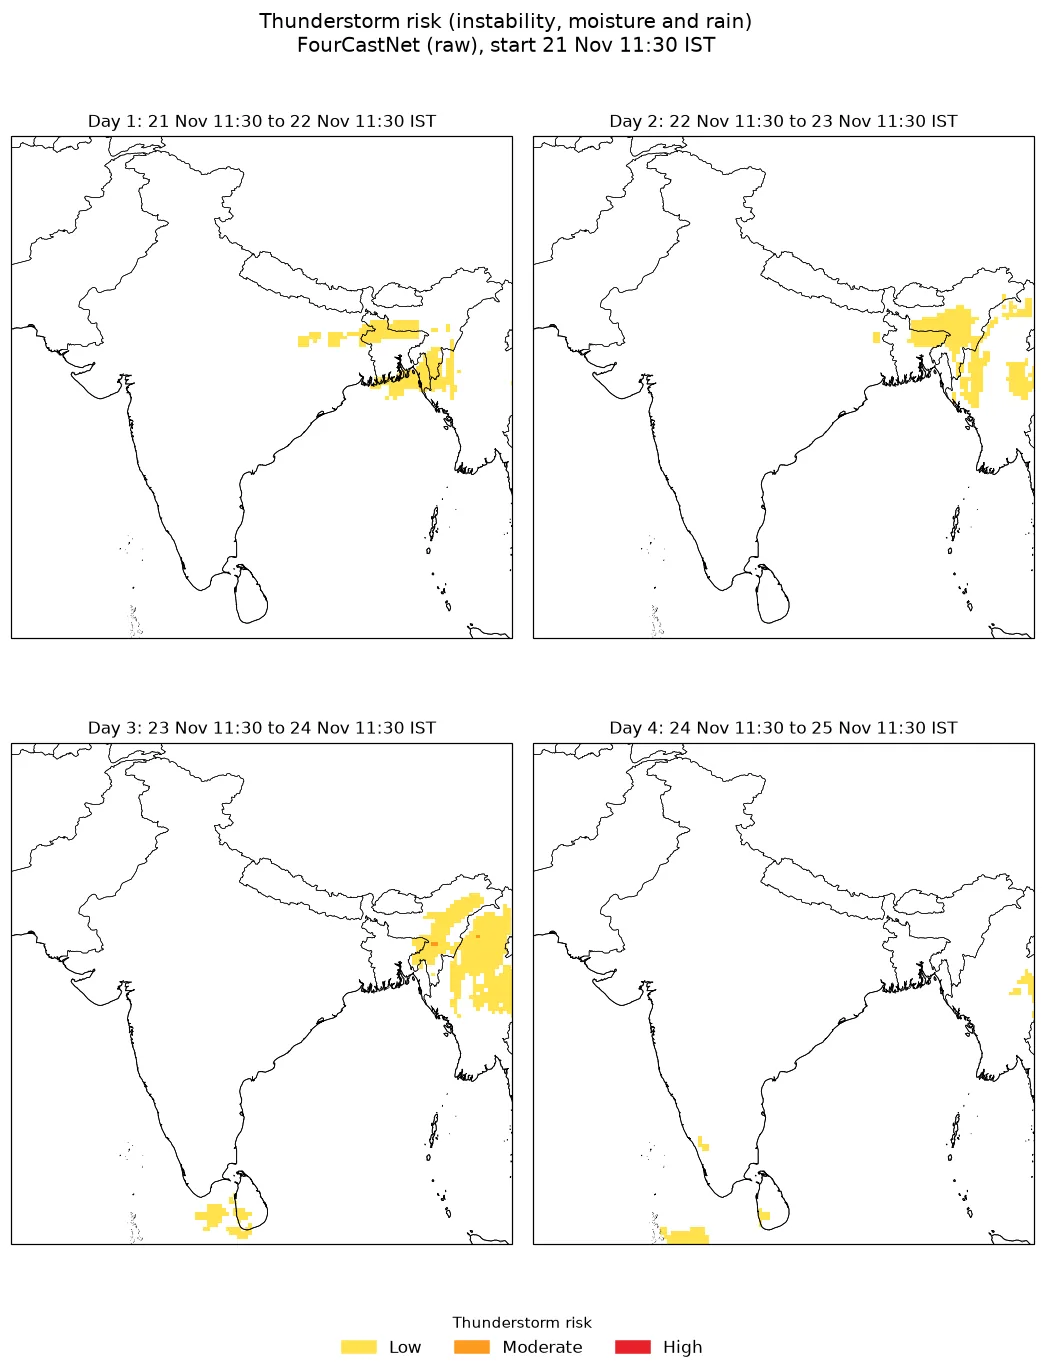 Thunderstorm risk (instability, moisture and rain)
FourCastNet (raw), start 21 Nov 11:30 IST
Day 1: 21 Nov 11:30 to 22 Nov 11:30 IST
Day 2: 22 Nov 11:30 to 23 Nov 11:30 IST
Day 3: 23 Nov 11:30 to 24 Nov 11:30 IST
Day 4: 24 Nov 11:30 to 25 Nov 11:30 IST
Thunderstorm risk
Low Moderate High